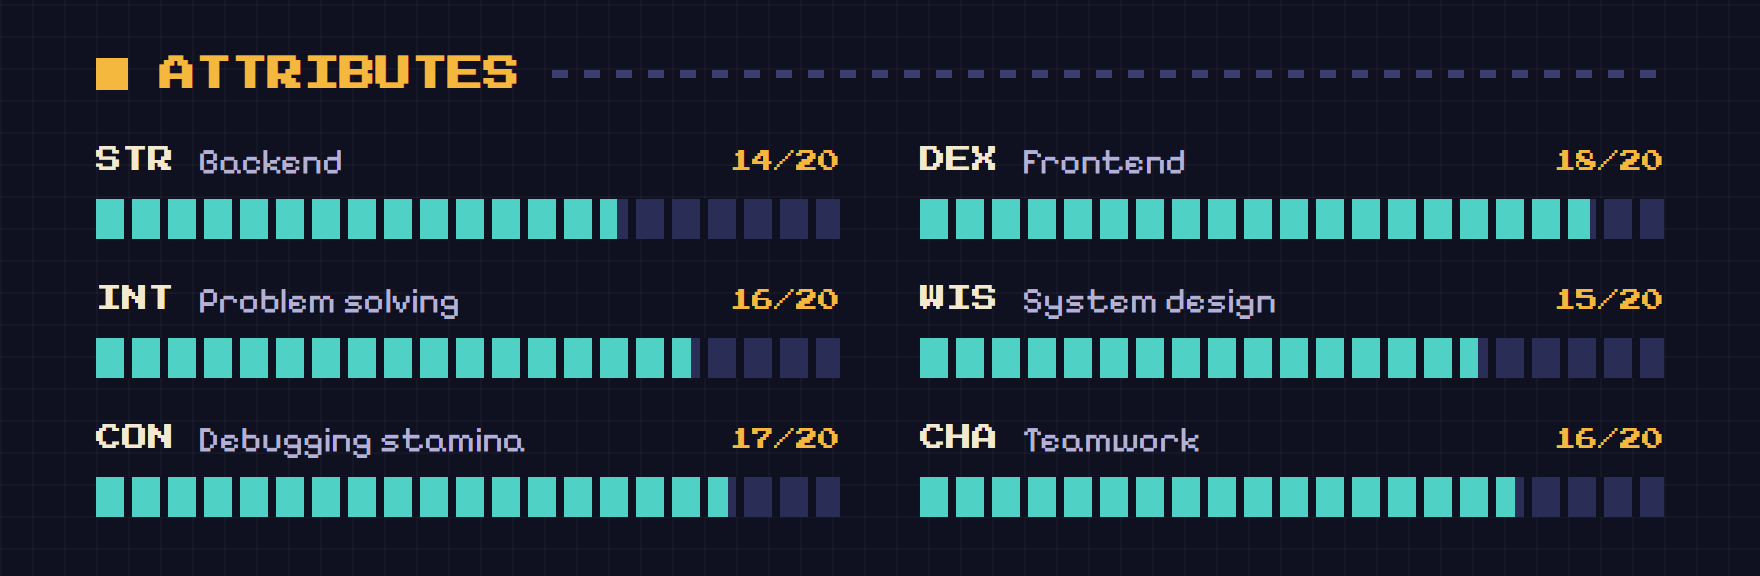 ATTRIBUTES
STR Backend 14/20
DEX Frontend 18/20
INT Problem solving 16/20
WIS System design 15/20
CON Debugging stamina 17/20
CHA Teamwork 16/20